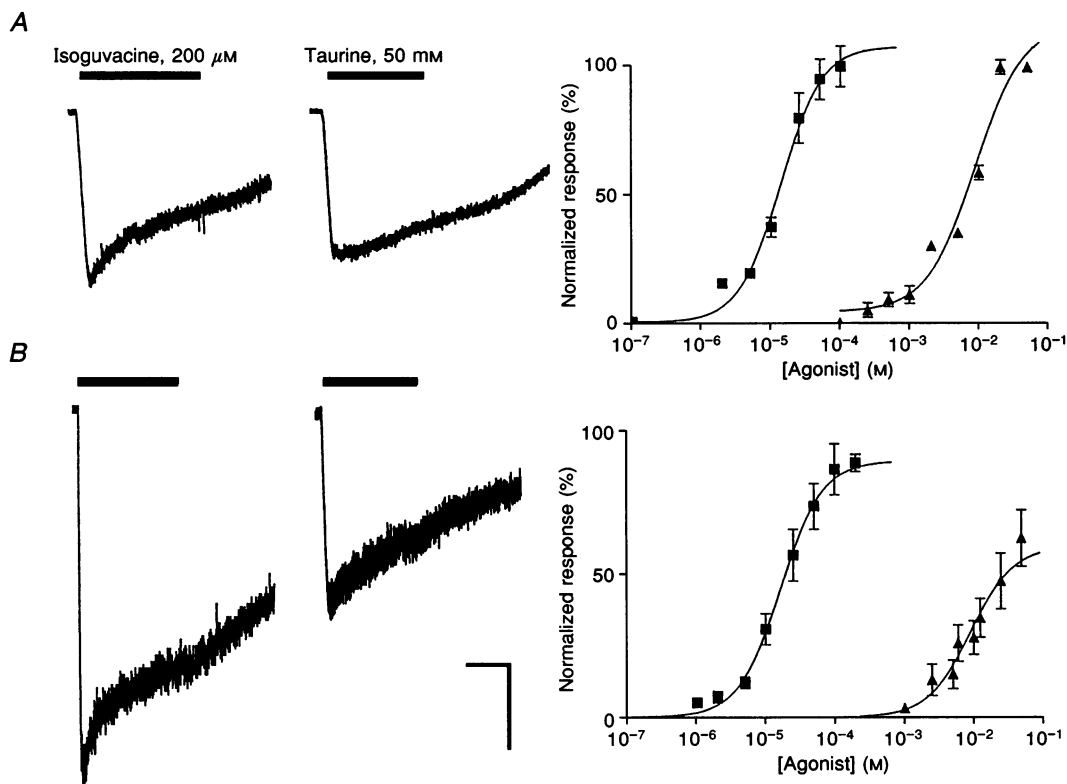 A
Isoguvacine, 200 μM
Taurine, 50 mM
Normalized response (%)
100
50
0
10⁻⁷ 10⁻⁶ 10⁻⁵ 10⁻⁴ 10⁻³ 10⁻² 10⁻¹
[Agonist] (M)
B
Normalized response (%)
100
50
0
10⁻⁷ 10⁻⁶ 10⁻⁵ 10⁻⁴ 10⁻³ 10⁻² 10⁻¹
[Agonist] (M)